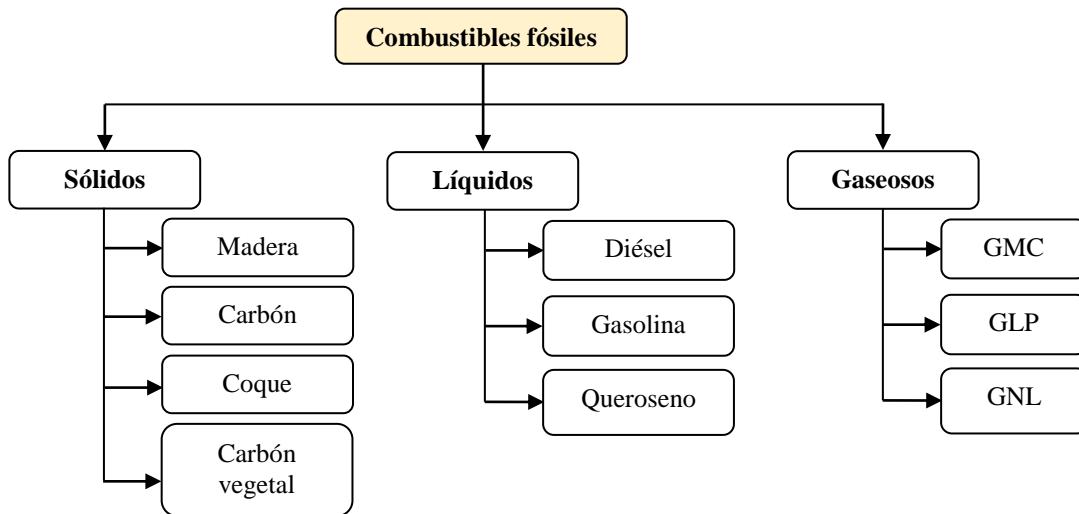 Combustibles fósiles
Sólidos
Madera
Carbón
Coque
Carbón
vegetal
Líquidos
Diésel
Gasolina
Queroseno
Gaseosos
GMC
GLP
GNL